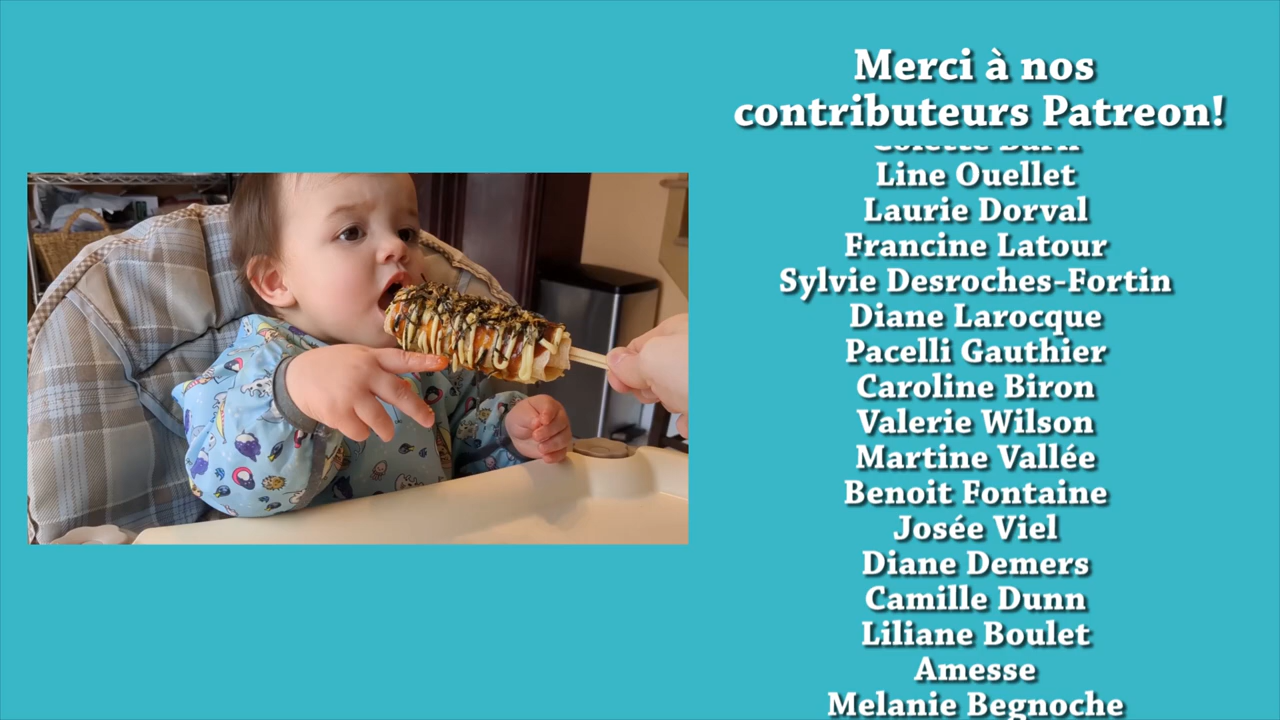 Merci à nos
contributeurs Patreon!
Line Ouellet
Laurie Dorval
Francine Latour
Sylvie Desroches-Fortin
Diane Larocque
Pacelli Gauthier
Caroline Biron
Valerie Wilson
Martine Vallée
Benoit Fontaine
Josée Viel
Diane Demers
Camille Dunn
Liliane Boulet
Amesse
Melanie Begnoche